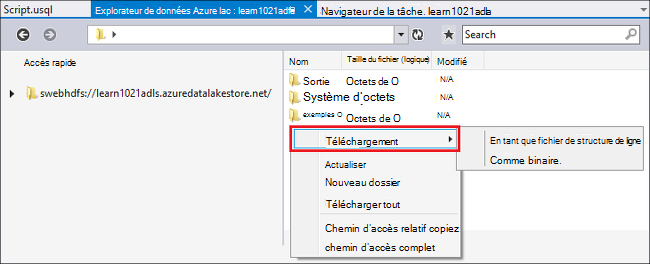 Script.usql Explorateur de données Azure lac : learn1021adla Navigateur de la tâche. learn1021adla
Search
Accès rapide Nom Taille du fichier (logique) Modifié
swebhdfs://learn1021adls.azuredatalakestore.net/
Sortie Octets de O N/A
Système d'octets N/A
exemples O Octets de O N/A
Téléchargement En tant que fichier de structure de ligne
Comme binaire.
Actualiser
Nouveau dossier
Télécharger tout
Chemin d'accès relatif copiez
chemin d'accès complet